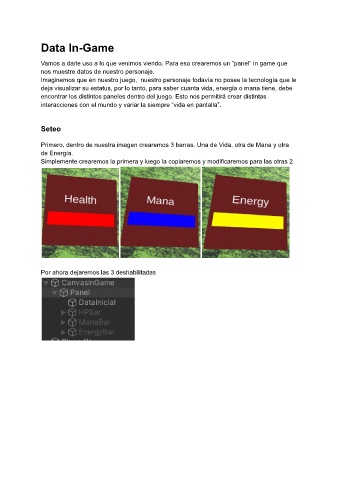 Data In-Game
Vamos a darle uso a lo que venimos viendo. Para eso crearemos un "panel" in game que
nos muestre datos de nuestro personaje.
Imaginemos que en nuestro juego, nuestro personaje todavía no posea la tecnología que le
deja visualizar su estatus, por lo tanto, para saber cuanta vida, energía o mana tiene, debe
encontrar los distintos paneles dentro del juego. Esto nos permitirá crear distintas
interacciones con el mundo y variar la siempre "vida en pantalla".
Seteo
Primero, dentro de nuestra imagen crearemos 3 barras. Una de Vida, otra de Mana y otra
de Energía.
Simplemente crearemos la primera y luego la copiaremos y modificaremos para las otras 2
Health
Mana
Energy
Por ahora dejaremos las 3 deshabilitadas
CanvasInGame
Panel
DataInicial
HPBar
ManaBar
EnergyBar